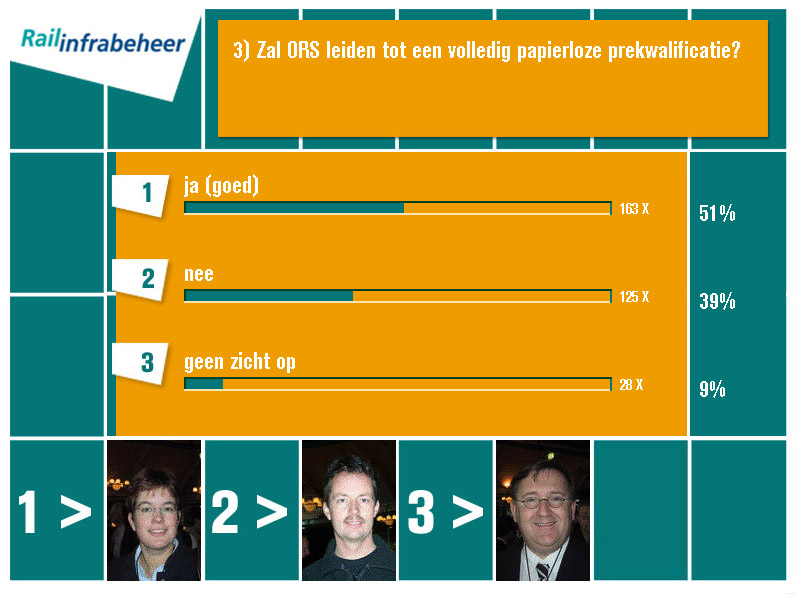 Railinfrabeheer
3) Zal ORS leiden tot een volledig papierloze prekwalificatie?
1
ja (goed)
163 X
51%
2
nee
125 X
39%
3
geen zicht op
28 X
9%
1 > 2 > 3 >